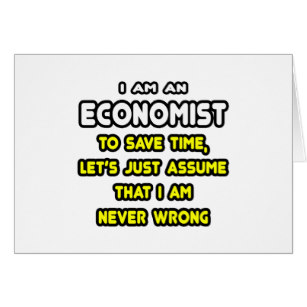 I AM AN
ECONOMIST
TO SAVE TIME,
LET'S JUST ASSUME
THAT I AM
NEVER WRONG